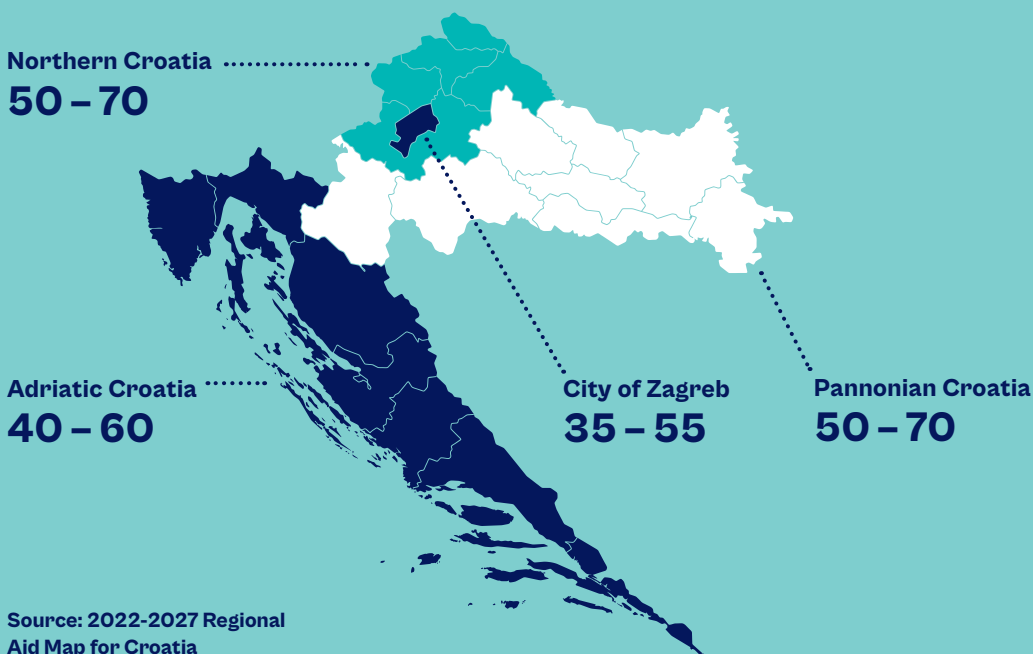 Northern Croatia
50 – 70
Adriatic Croatia
40 – 60
City of Zagreb
35 – 55
Pannonian Croatia
50 – 70
Source: 2022-2027 Regional
Aid Map for Croatia